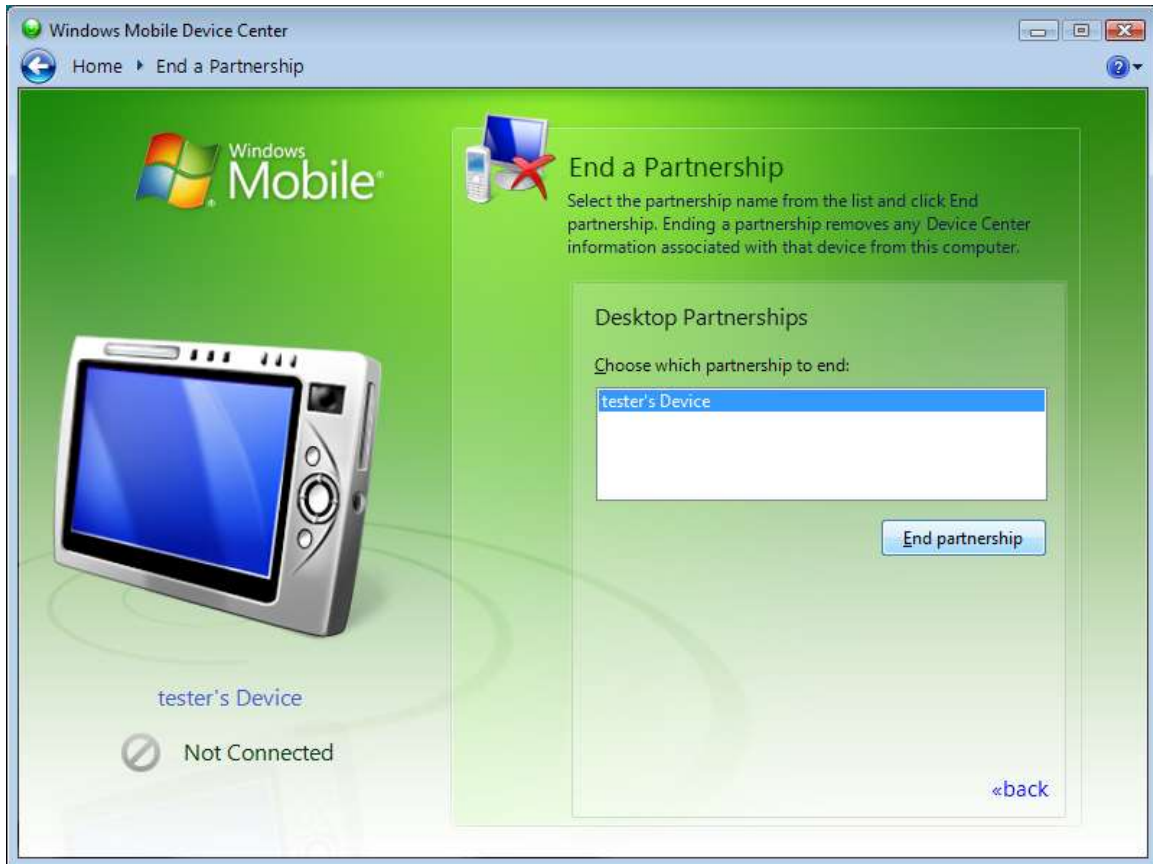 Windows Mobile Device Center
Home ▸ End a Partnership
Windows
Mobile®
End a Partnership
Select the partnership name from the list and click End
partnership. Ending a partnership removes any Device Center
information associated with that device from this computer.
Desktop Partnerships
Choose which partnership to end:
tester's Device
End partnership
tester's Device
Not Connected
«back